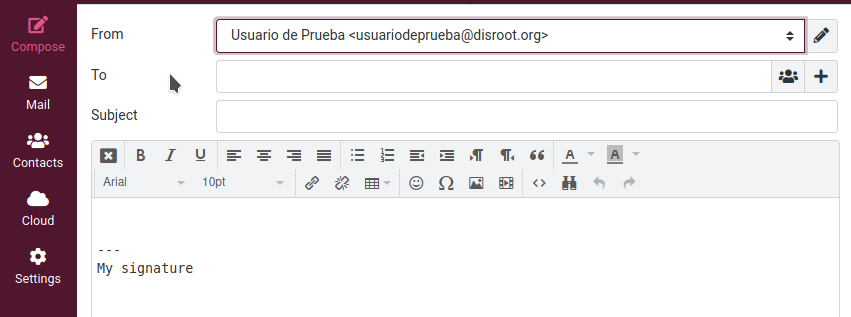 Compose
Mail
Contacts
Cloud
Settings
From
Usuario de Prueba <usuariodeprueba@disroot.org>
To
Subject
B I U
A A
Arial
10pt
---
My signature